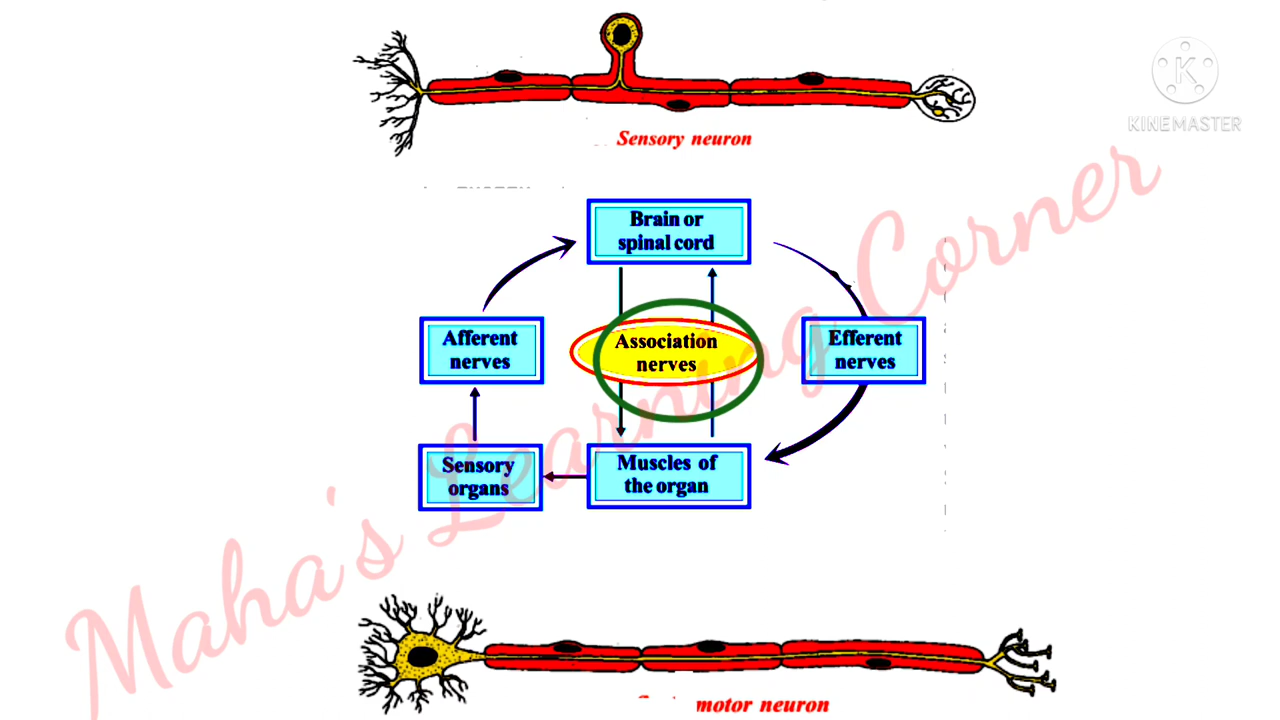 KINEMASTER
Sensory neuron
Brain or
spinal cord
Afferent
nerves
Association
nerves
Efferent
nerves
Sensory
organs
Muscles of
the organ
Maha's Learning Corner
motor neuron